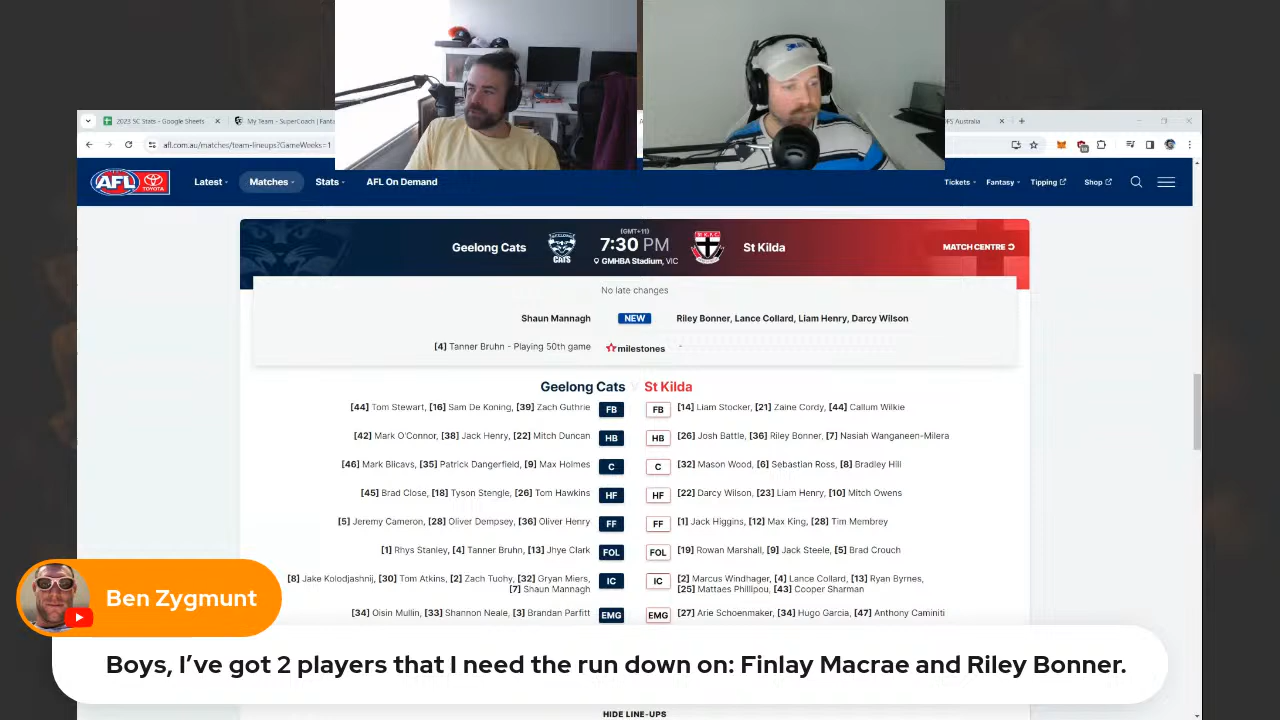 2023 SC Stats - Google Sheets
My Team - SuperCoach | Fanta
Australia
afl.com.au/matches/team-lineups?GameWeeks=1
AFL TOYOTA Latest Matches Stats AFL On Demand Tickets Fantasy Tipping Shop
(GMT+11)
Geelong Cats CATS 7:30 PM St Kilda MATCH CENTRE
GMHBA Stadium, VIC
No late changes
Shaun Mannagh NEW Riley Bonner, Lance Collard, Liam Henry, Darcy Wilson
[4] Tanner Bruhn - Playing 50th game milestones -
Geelong Cats v St Kilda
[44] Tom Stewart, [16] Sam De Koning, [39] Zach Guthrie FB FB [14] Liam Stocker, [21] Zaine Cordy, [44] Callum Wilkie
[42] Mark O'Connor, [38] Jack Henry, [22] Mitch Duncan HB HB [26] Josh Battle, [36] Riley Bonner, [7] Nasiah Wanganeen-Milera
[46] Mark Blicavs, [35] Patrick Dangerfield, [9] Max Holmes C C [32] Mason Wood, [6] Sebastian Ross, [8] Bradley Hill
[45] Brad Close, [18] Tyson Stengle, [26] Tom Hawkins HF HF [22] Darcy Wilson, [23] Liam Henry, [10] Mitch Owens
[5] Jeremy Cameron, [28] Oliver Dempsey, [36] Oliver Henry FF FF [1] Jack Higgins, [12] Max King, [28] Tim Membrey
[1] Rhys Stanley, [4] Tanner Bruhn, [13] Jhye Clark FOL FOL [19] Rowan Marshall, [9] Jack Steele, [5] Brad Crouch
[8] Jake Kolodjashnij, [30] Tom Atkins, [2] Zach Tuohy, [32] Gryan Miers, IC IC [2] Marcus Windhager, [4] Lance Collard, [13] Ryan Byrnes,
[7] Shaun Mannagh [25] Mattaes Phillipou, [43] Cooper Sharman
[34] Oisin Mullin, [33] Shannon Neale, [3] Brandan Parfitt EMG EMG [27] Arie Schoenmaker, [34] Hugo Garcia, [47] Anthony Caminiti
Ben Zygmunt
Boys, I've got 2 players that I need the run down on: Finlay Macrae and Riley Bonner.
HIDE LINE-UPS